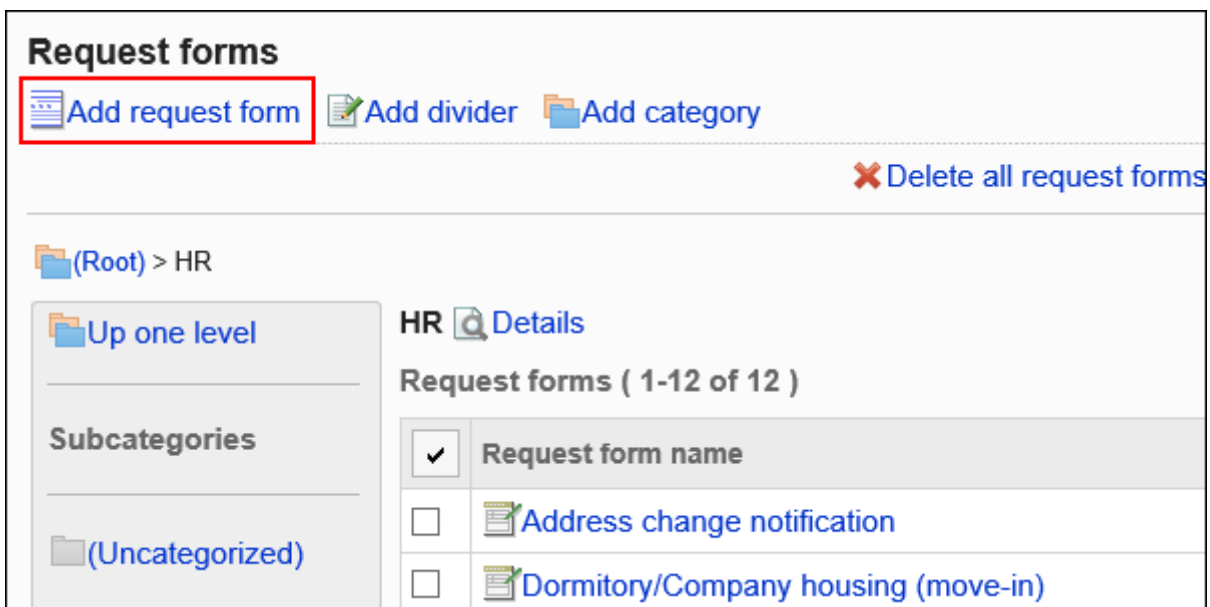 Request forms
Add request form Add divider Add category
Delete all request forms
(Root) > HR
Up one level
Subcategories
(Uncategorized)
HR Details
Request forms ( 1-12 of 12 )
Request form name
Address change notification
Dormitory/Company housing (move-in)